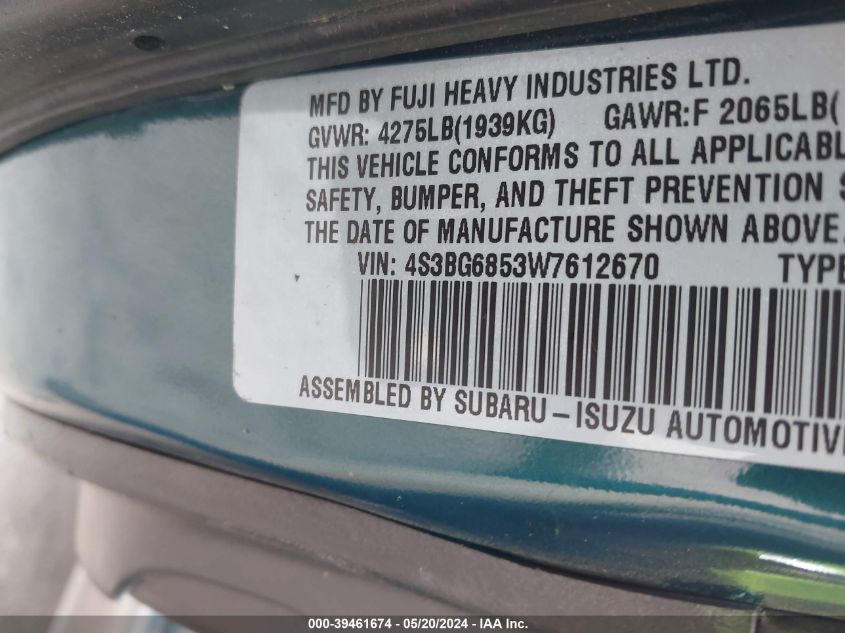 MFD BY FUJI HEAVY INDUSTRIES LTD.
GVWR: 4275LB(1939KG) GAWR:F 2065LB(
THIS VEHICLE CONFORMS TO ALL APPLICABL
SAFETY, BUMPER, AND THEFT PREVENTION S
THE DATE OF MANUFACTURE SHOWN ABOVE.
VIN: 4S3BG6853W7612670 TYPE
ASSEMBLED BY SUBARU-ISUZU AUTOMOTIVE
000-39461674 - 05/20/2024 - IAA Inc.